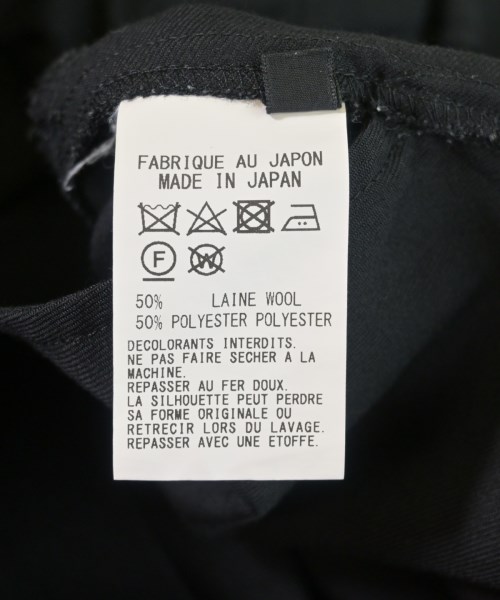 FABRIQUE AU JAPON
MADE IN JAPAN
F W
50% LAINE WOOL
50% POLYESTER POLYESTER
DECOLORANTS INTERDITS.
NE PAS FAIRE SECHER A LA
MACHINE.
REPASSER AU FER DOUX.
LA SILHOUETTE PEUT PERDRE
SA FORME ORIGINALE OU
RETRECIR LORS DU LAVAGE.
REPASSER AVEC UNE ETOFFE.